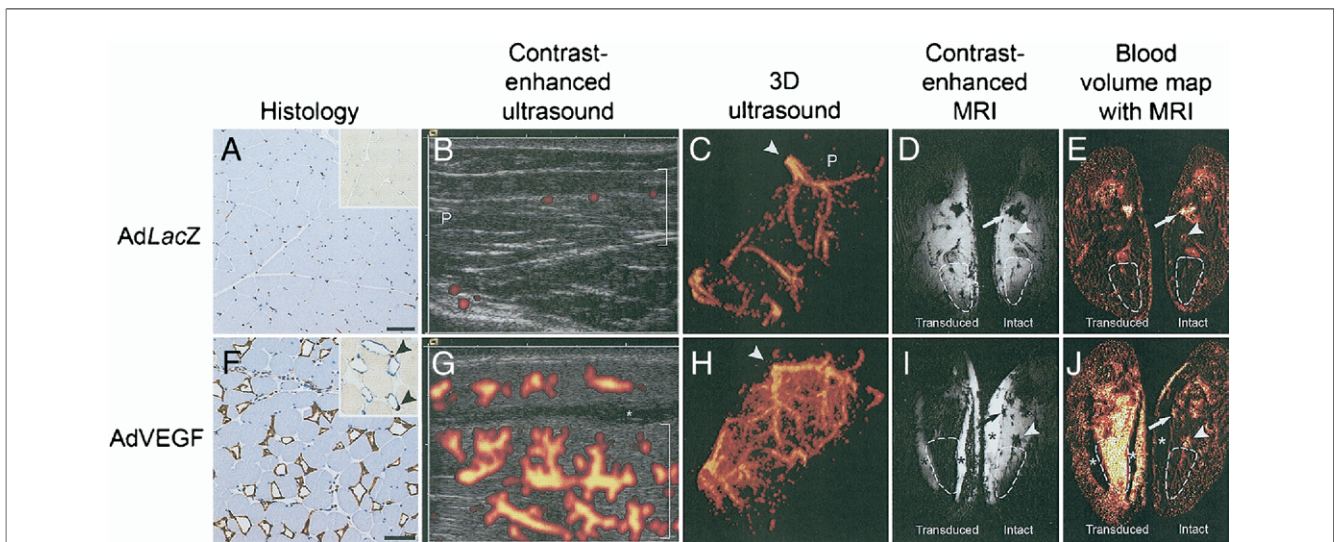 Histology
Contrast-
enhanced
ultrasound
3D
ultrasound
Contrast-
enhanced
MRI
Blood
volume map
with MRI
AdLacZ
A
B
P
C
P
D
Transduced
Intact
E
Transduced
Intact
AdVEGF
F
G
*
H
I
*
*
Transduced
Intact
J
*
*
Transduced
Intact